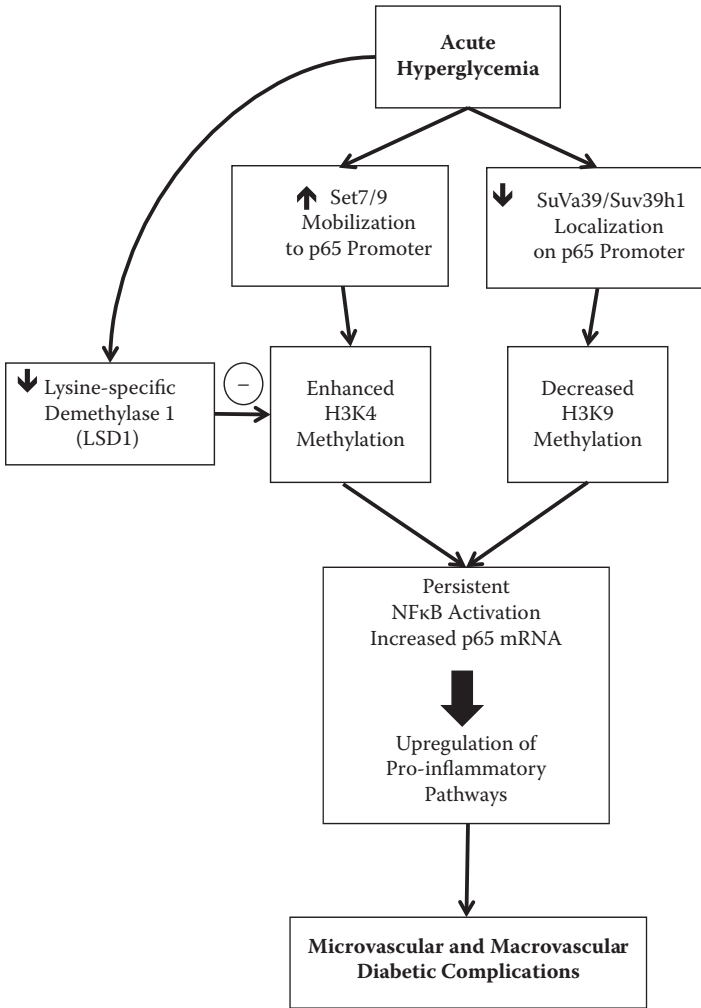 Acute
Hyperglycemia
Set7/9
Mobilization
to p65 Promoter
SuVa39/Suv39h1
Localization
on p65 Promoter
Lysine-specific
Demethylase 1
(LSD1)
–
Enhanced
H3K4
Methylation
Decreased
H3K9
Methylation
Persistent
NFκB Activation
Increased p65 mRNA
Upregulation of
Pro-inflammatory
Pathways
Microvascular and Macrovascular
Diabetic Complications